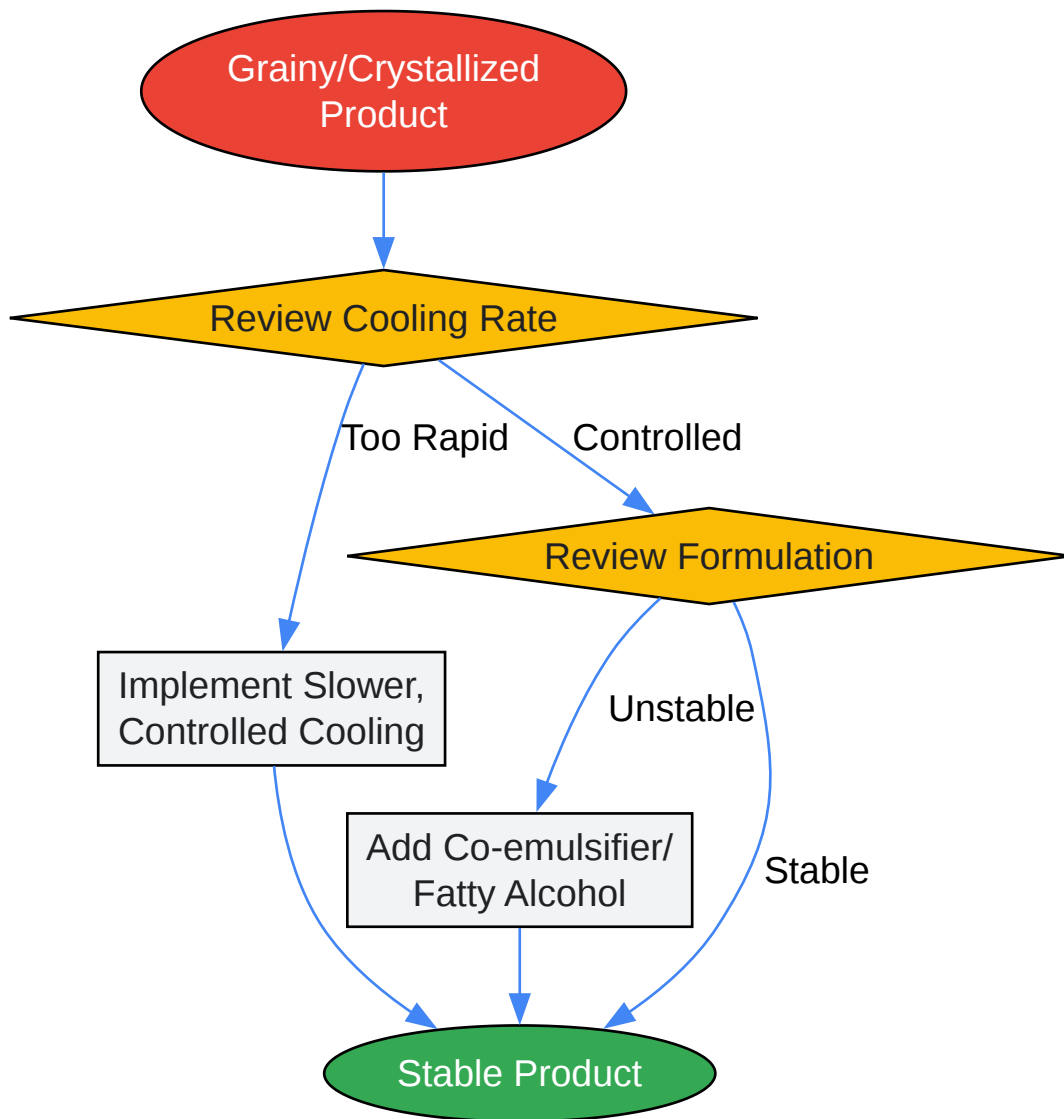 Grainy/Crystallized
Product
Review Cooling Rate
Too Rapid
Controlled
Review Formulation
Implement Slower,
Controlled Cooling
Unstable
Add Co-emulsifier/
Fatty Alcohol
Stable
Stable Product